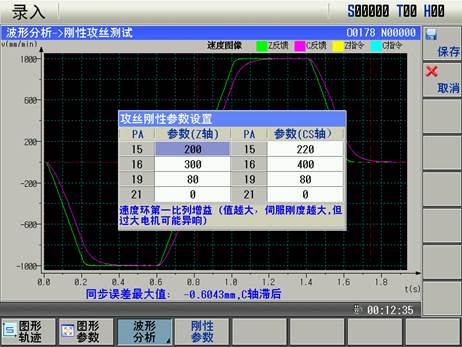 录入 S00000 T00 H00
波形分析->刚性攻丝测试 O0178 N00000
v(mm/min) 速度图像 Z反馈 C反馈 Z指令 C指令
保存
取消
1000
600
200
-200
-600
-1000
攻丝刚性参数设置
PA 参数(Z轴) PA 参数(CS轴)
15 200 15 220
16 300 16 400
19 80 19 80
21 0 21 0
速度环第一比列增益 (值越大，伺服刚度越大,但
过大电机可能异响)
0.0 0.2 0.4 0.6 0.8 1.0 1.2 1.4 1.6 1.8 t(s)
同步误差最大值: -0.6043mm,C轴滞后
00:12:35
图形 轨迹
图形 参数
波形 分析
刚性 参数